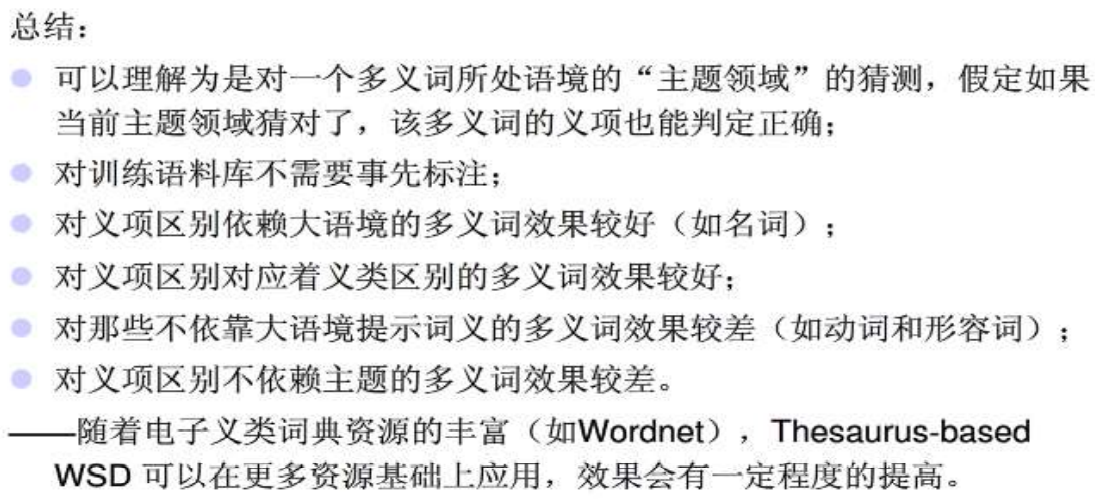 总结：
可以理解为是对一个多义词所处语境的“主题领域”的猜测，假定如果
当前主题领域猜对了，该多义词的义项也能判定正确；
对训练语料库不需要事先标注；
对义项区别依赖大语境的多义词效果较好（如名词）；
对义项区别对应着义类区别的多义词效果较好；
对那些不依靠大语境提示词义的多义词效果较差（如动词和形容词）；
对义项区别不依赖主题的多义词效果较差。
——随着电子义类词典资源的丰富（如Wordnet），Thesaurus-based
WSD 可以在更多资源基础上应用，效果会有一定程度的提高。